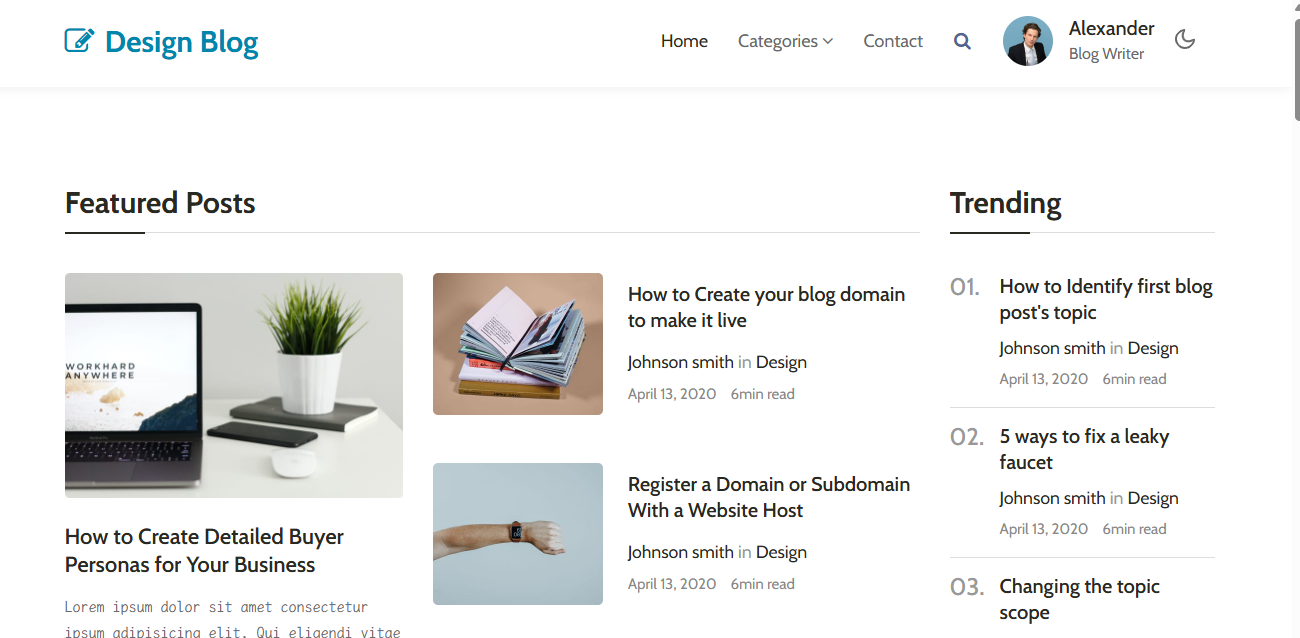 Design Blog
Home Categories Contact
Alexander
Blog Writer
Featured Posts
WORKHARD
ANYWHERE
How to Create Detailed Buyer
Personas for Your Business
Lorem ipsum dolor sit amet consectetur
ipsum adipisicing elit. Qui eligendi vitae
How to Create your blog domain
to make it live
Johnson smith in Design
April 13, 2020 6min read
Register a Domain or Subdomain
With a Website Host
Johnson smith in Design
April 13, 2020 6min read
Trending
01. How to Identify first blog
post's topic
Johnson smith in Design
April 13, 2020 6min read
02. 5 ways to fix a leaky
faucet
Johnson smith in Design
April 13, 2020 6min read
03. Changing the topic
scope